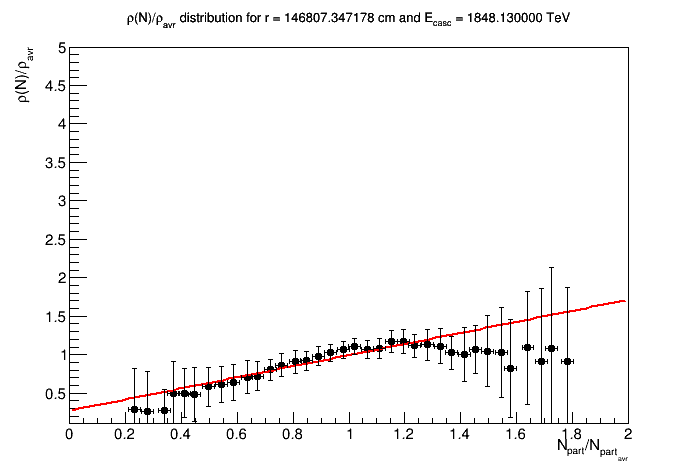 ρ(N)/ρavr distribution for r = 146807.347178 cm and Ecasc = 1848.130000 TeV
ρ(N)/ρavr
5
4.5
4
3.5
3
2.5
2
1.5
1
0.5
0 0.2 0.4 0.6 0.8 1 1.2 1.4 1.6 1.8 2
Npart/Npartavr